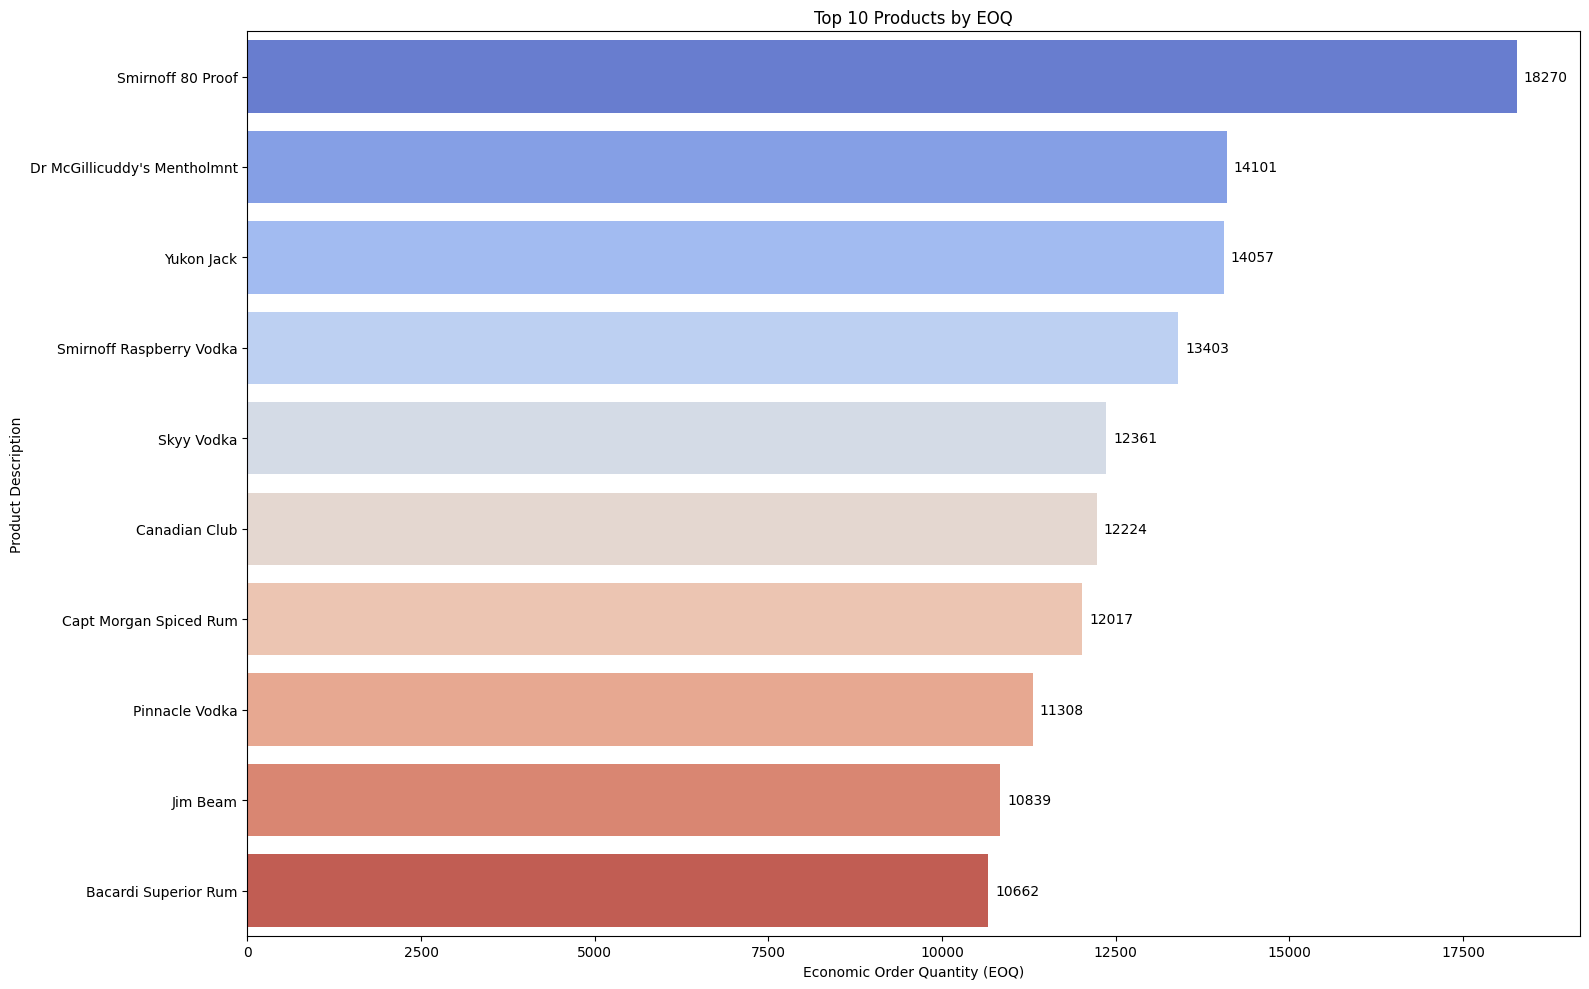 Top 10 Products by EOQ
Smirnoff 80 Proof
18270
Dr McGillicuddy's Mentholmnt
14101
Yukon Jack
14057
Smirnoff Raspberry Vodka
13403
Skyy Vodka
12361
Canadian Club
12224
Capt Morgan Spiced Rum
12017
Pinnacle Vodka
11308
Jim Beam
10839
Bacardi Superior Rum
10662
Product Description
0 2500 5000 7500 10000 12500 15000 17500
Economic Order Quantity (EOQ)